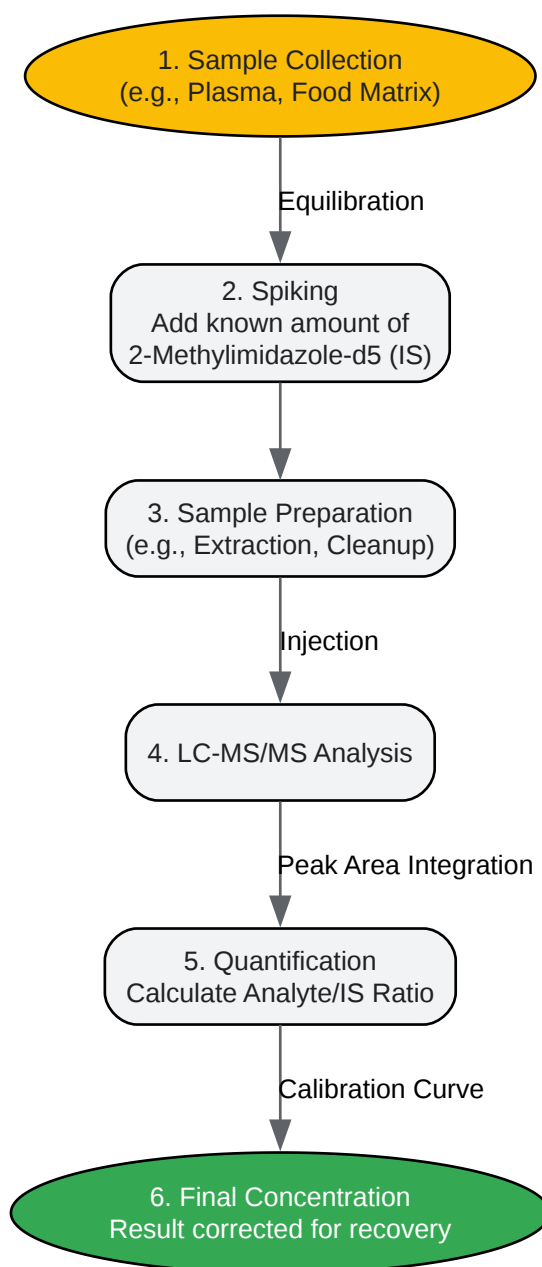 1. Sample Collection
(e.g., Plasma, Food Matrix)
Equilibration
2. Spiking
Add known amount of
2-Methylimidazole-d5 (IS)
3. Sample Preparation
(e.g., Extraction, Cleanup)
Injection
4. LC-MS/MS Analysis
Peak Area Integration
5. Quantification
Calculate Analyte/IS Ratio
Calibration Curve
6. Final Concentration
Result corrected for recovery